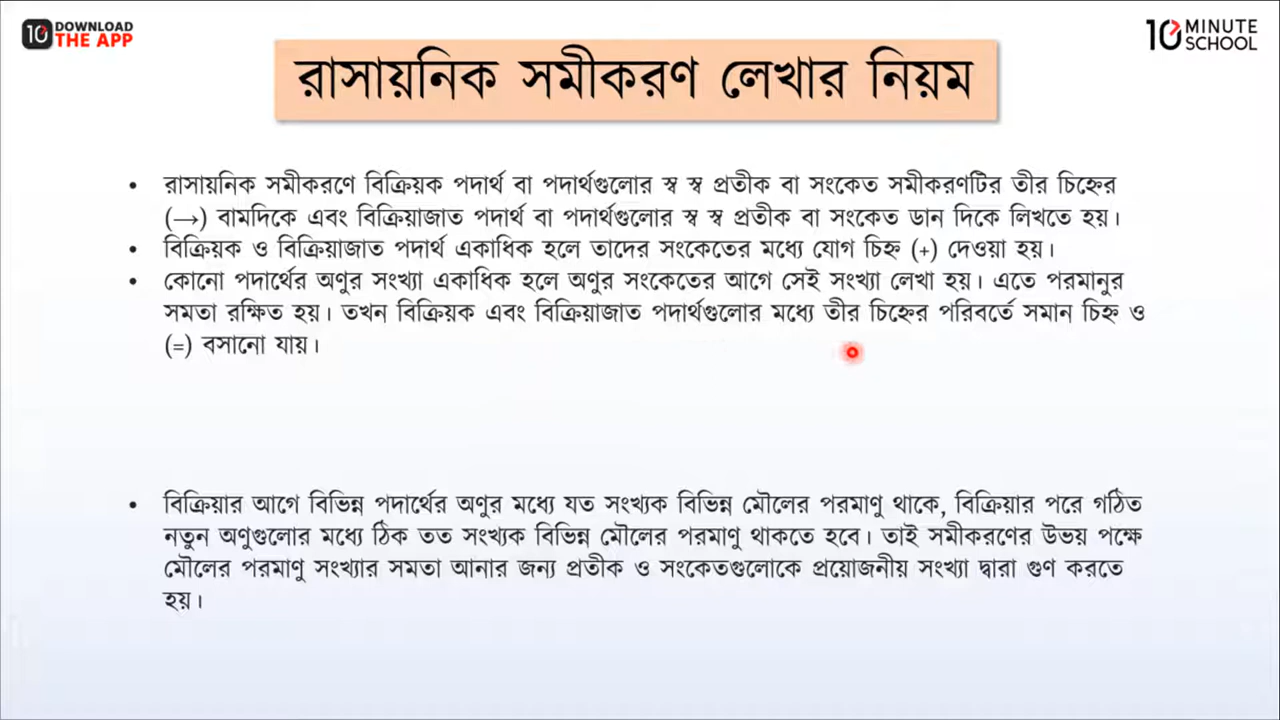 10 DOWNLOAD
THE APP
10 MINUTE
SCHOOL
রাসায়নিক সমীকরণ লেখার নিয়ম
• রাসায়নিক সমীকরণে বিক্রিয়ক পদার্থ বা পদার্থগুলোর স্ব স্ব প্রতীক বা সংকেত সমীকরণটির তীর চিহ্নের
(→) বামদিকে এবং বিক্রিয়াজাত পদার্থ বা পদার্থগুলোর স্ব স্ব প্রতীক বা সংকেত ডান দিকে লিখতে হয়।
• বিক্রিয়ক ও বিক্রিয়াজাত পদার্থ একাধিক হলে তাদের সংকেতের মধ্যে যোগ চিহ্ন (+) দেওয়া হয়।
• কোনো পদার্থের অণুর সংখ্যা একাধিক হলে অণুর সংকেতের আগে সেই সংখ্যা লেখা হয়। এতে পরমানুর
সমতা রক্ষিত হয়। তখন বিক্রিয়ক এবং বিক্রিয়াজাত পদার্থগুলোর মধ্যে তীর চিহ্নের পরিবর্তে সমান চিহ্ন ও
(=) বসানো যায়।
• বিক্রিয়ার আগে বিভিন্ন পদার্থের অণুর মধ্যে যত সংখ্যক বিভিন্ন মৌলের পরমাণু থাকে, বিক্রিয়ার পরে গঠিত
নতুন অণুগুলোর মধ্যে ঠিক তত সংখ্যক বিভিন্ন মৌলের পরমাণু থাকতে হবে। তাই সমীকরণের উভয় পক্ষে
মৌলের পরমাণু সংখ্যার সমতা আনার জন্য প্রতীক ও সংকেতগুলোকে প্রয়োজনীয় সংখ্যা দ্বারা গুণ করতে
হয়।